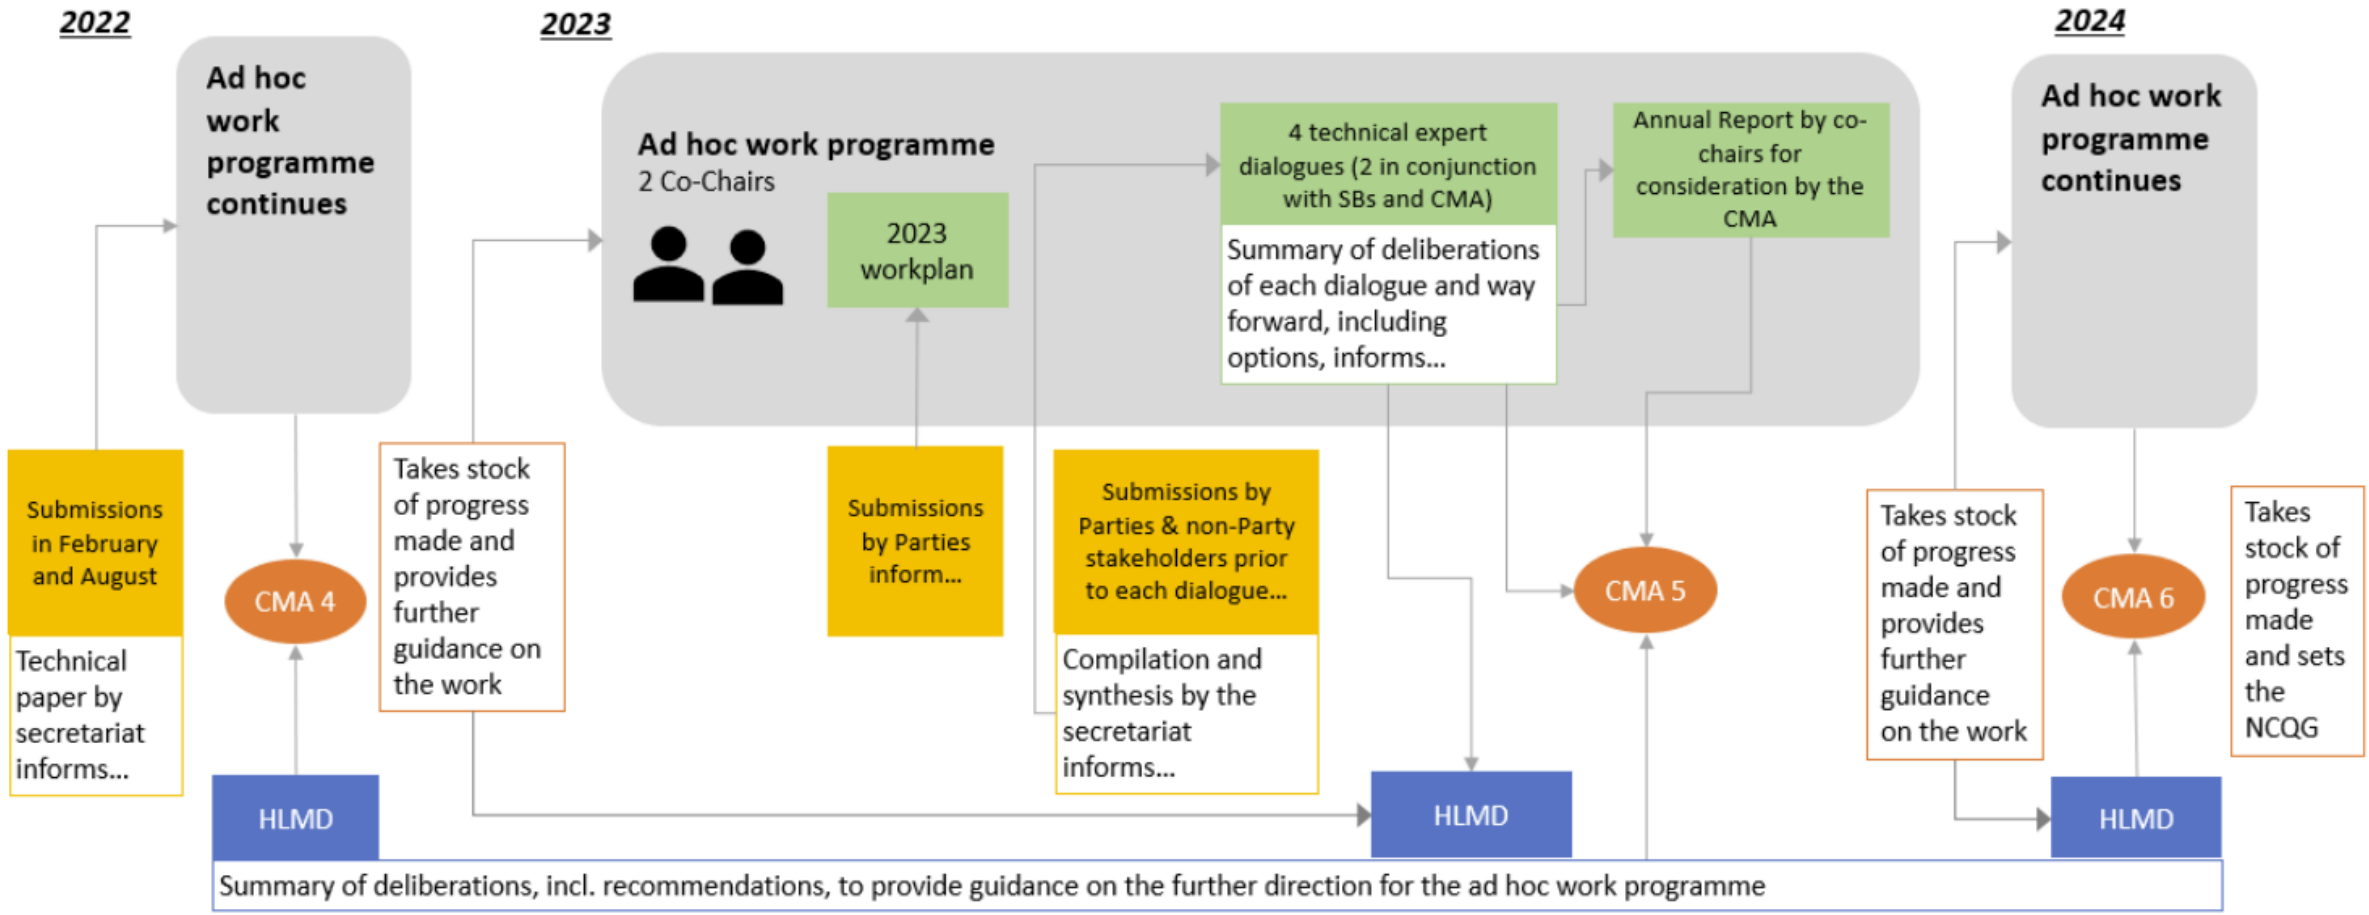 2022
Ad hoc
work
programme
continues
Submissions
in February
and August
Technical
paper by
secretariat
informs...
CMA 4
HLMD
Takes stock
of progress
made and
provides
further
guidance on
the work
2023
Ad hoc work programme
2 Co-Chairs
2023
workplan
Submissions
by Parties
inform...
Submissions by
Parties & non-Party
stakeholders prior
to each dialogue...
Compilation and
synthesis by the
secretariat
informs...
4 technical expert
dialogues (2 in conjunction
with SBs and CMA)
Summary of deliberations
of each dialogue and way
forward, including
options, informs...
Annual Report by co-
chairs for
consideration by the
CMA
CMA 5
HLMD
2024
Ad hoc work
programme
continues
Takes stock
of progress
made and
provides
further
guidance
on the work
CMA 6
Takes
stock of
progress
made
and sets
the
NCQG
HLMD
Summary of deliberations, incl. recommendations, to provide guidance on the further direction for the ad hoc work programme